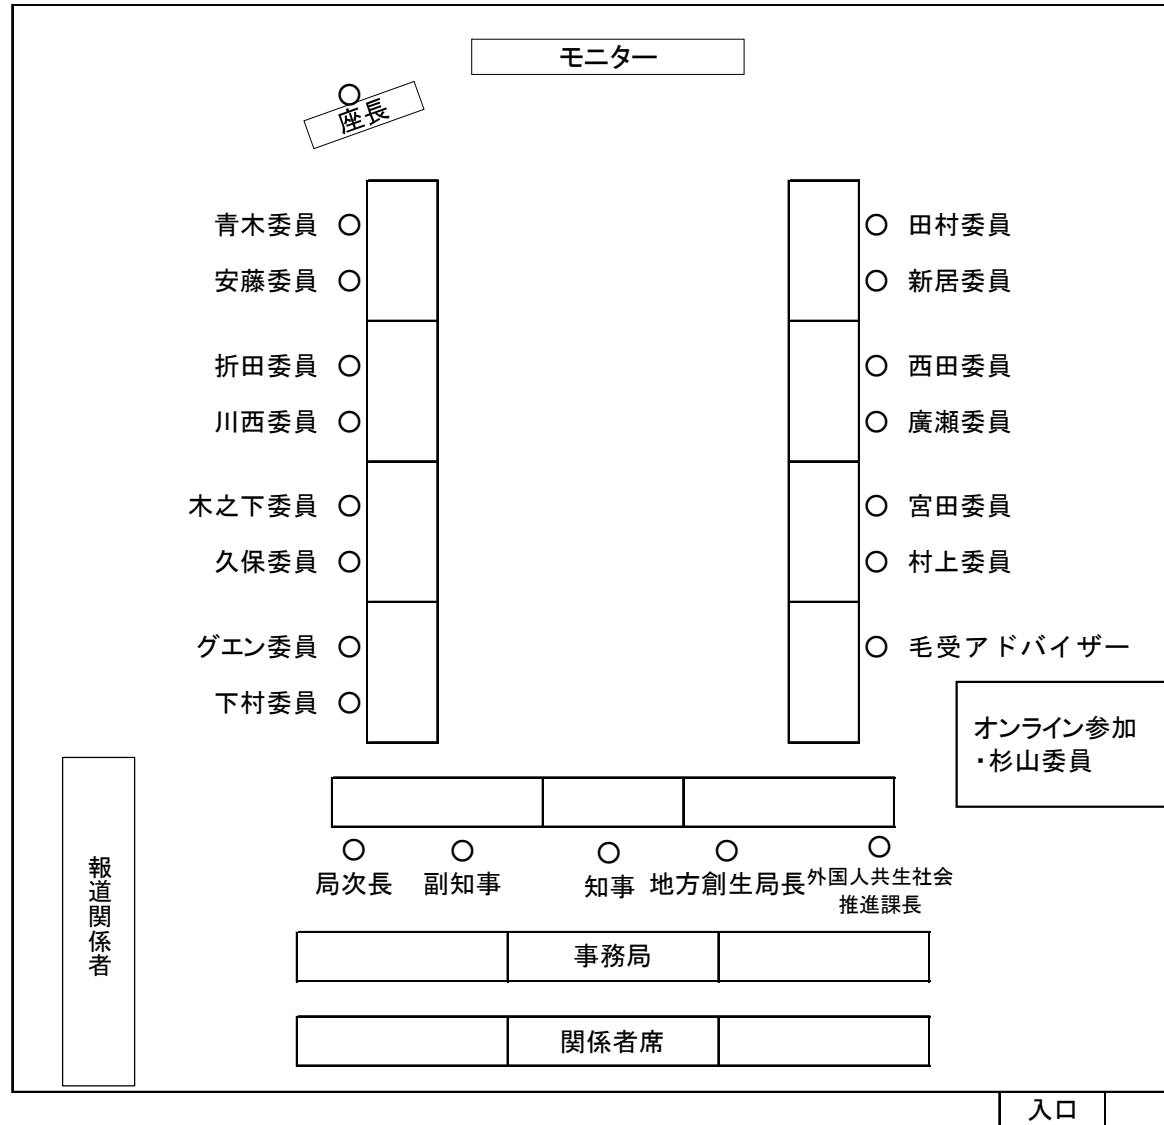 モニター
座長
青木委員
田村委員
安藤委員
新居委員
折田委員
西田委員
川西委員
廣瀬委員
木之下委員
宮田委員
久保委員
村上委員
グエン委員
毛受アドバイザー
下村委員
オンライン参加
・杉山委員
局次長
副知事
知事
地方創生局長
外国人共生社会
推進課長
報道関係者
事務局
関係者席
入口